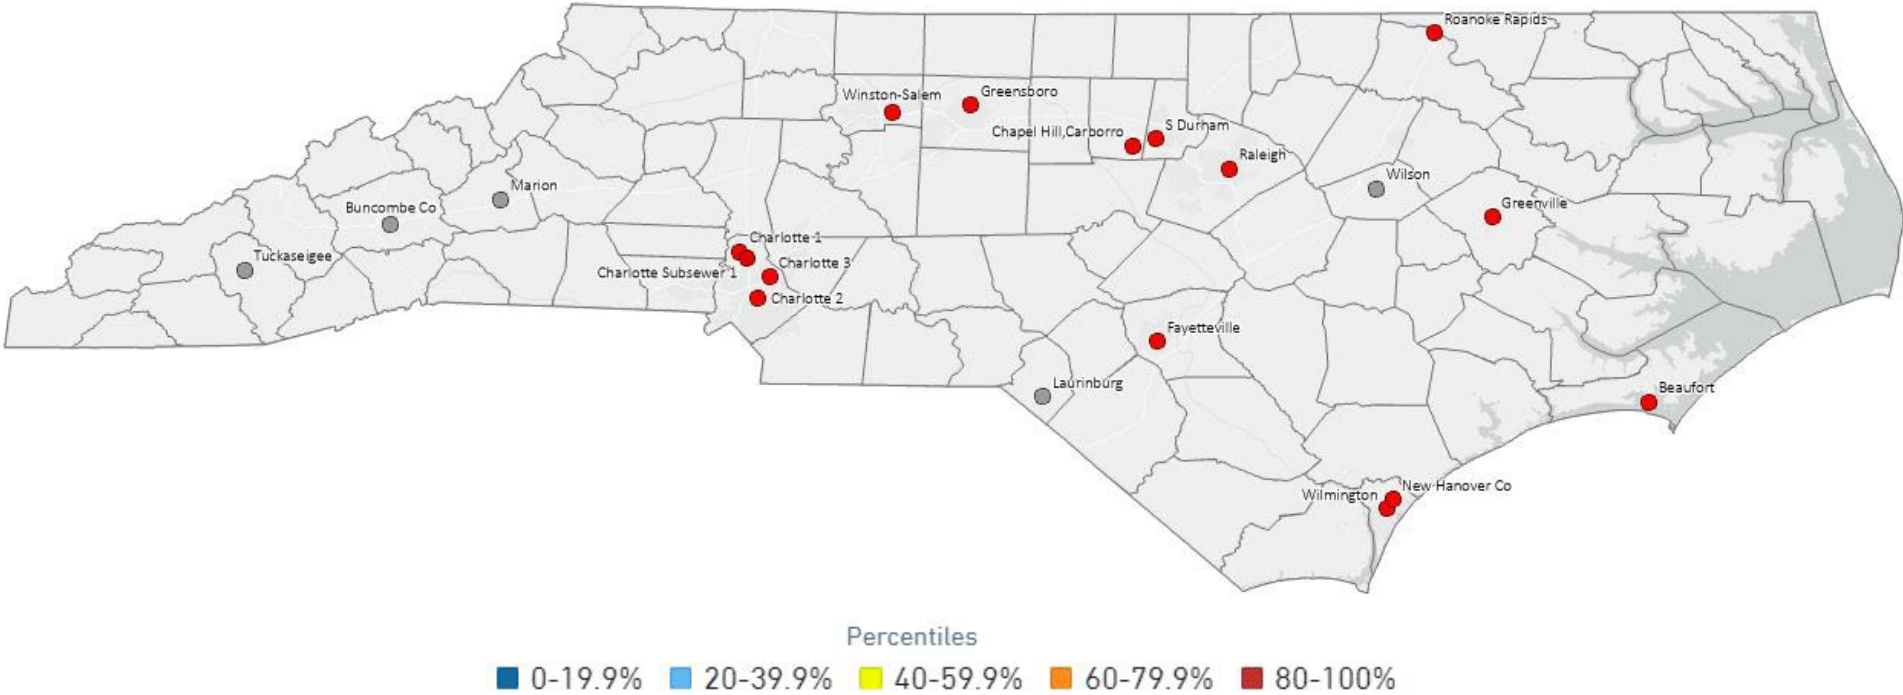 Roanoke Rapids
Winston-Salem
Greensboro
Chapel Hill,Carborro
S Durham
Raleigh
Wilson
Marion
Buncombe Co
Greenville
Tuckaseigee
Charlotte 1
Charlotte Subsewer 1
Charlotte 3
Charlotte 2
Fayetteville
Laurinburg
Beaufort
Wilmington
New Hanover Co
Percentiles
0-19.9% 20-39.9% 40-59.9% 60-79.9% 80-100%